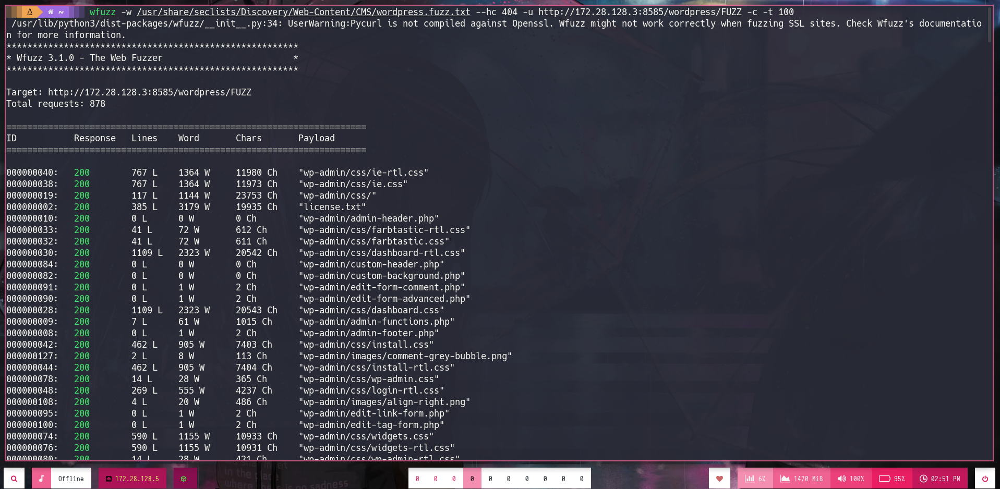 ~ wfuzz -w /usr/share/seclists/Discovery/Web-Content/CMS/wordpress.fuzz.txt --hc 404 -u http://172.28.128.3:8585/wordpress/FUZZ -c -t 100
/usr/lib/python3/dist-packages/wfuzz/__init__.py:34: UserWarning:Pycurl is not compiled against Openssl. Wfuzz might not work correctly when fuzzing SSL sites. Check Wfuzz's documentatio
n for more information.
********************************************************
* Wfuzz 3.1.0 - The Web Fuzzer                         *
********************************************************
Target: http://172.28.128.3:8585/wordpress/FUZZ
Total requests: 878
=====================================================================
ID           Response   Lines    Word       Chars       Payload
=====================================================================
000000040:   200        767 L    1364 W     11980 Ch    "wp-admin/css/ie-rtl.css"
000000038:   200        767 L    1364 W     11973 Ch    "wp-admin/css/ie.css"
000000019:   200        117 L    1144 W     23753 Ch    "wp-admin/css/"
000000002:   200        385 L    3179 W     19935 Ch    "license.txt"
000000010:   200        0 L      0 W        0 Ch        "wp-admin/admin-header.php"
000000033:   200        41 L     72 W       612 Ch      "wp-admin/css/farbtastic-rtl.css"
000000032:   200        41 L     72 W       611 Ch      "wp-admin/css/farbtastic.css"
000000030:   200        1109 L   2323 W     20542 Ch    "wp-admin/css/dashboard-rtl.css"
000000084:   200        0 L      0 W        0 Ch        "wp-admin/custom-header.php"
000000082:   200        0 L      0 W        0 Ch        "wp-admin/custom-background.php"
000000091:   200        0 L      1 W        2 Ch        "wp-admin/edit-form-comment.php"
000000090:   200        0 L      1 W        2 Ch        "wp-admin/edit-form-advanced.php"
000000028:   200        1109 L   2323 W     20543 Ch    "wp-admin/css/dashboard.css"
000000009:   200        7 L      61 W       1015 Ch     "wp-admin/admin-functions.php"
000000008:   200        0 L      1 W        2 Ch        "wp-admin/admin-footer.php"
000000042:   200        462 L    905 W      7403 Ch     "wp-admin/css/install.css"
000000127:   200        2 L      8 W        113 Ch      "wp-admin/images/comment-grey-bubble.png"
000000044:   200        462 L    905 W      7404 Ch     "wp-admin/css/install-rtl.css"
000000078:   200        14 L     28 W       365 Ch      "wp-admin/css/wp-admin.css"
000000048:   200        269 L    555 W      4237 Ch     "wp-admin/css/login-rtl.css"
000000108:   200        4 L      20 W       486 Ch      "wp-admin/images/align-right.png"
000000095:   200        0 L      1 W        2 Ch        "wp-admin/edit-link-form.php"
000000100:   200        0 L      1 W        2 Ch        "wp-admin/edit-tag-form.php"
000000074:   200        590 L    1155 W     10933 Ch    "wp-admin/css/widgets.css"
000000076:   200        590 L    1155 W     10931 Ch    "wp-admin/css/widgets-rtl.css"
000000080:   200        14 L     28 W       421 Ch      "wp-admin/css/wp-admin-rtl.css"
in the place
where there is no sadness
Offline 172.28.128.5 0 0 0 0 0 0 0 0 0 0 6% 1470 MiB 100% 95% 02:51 PM